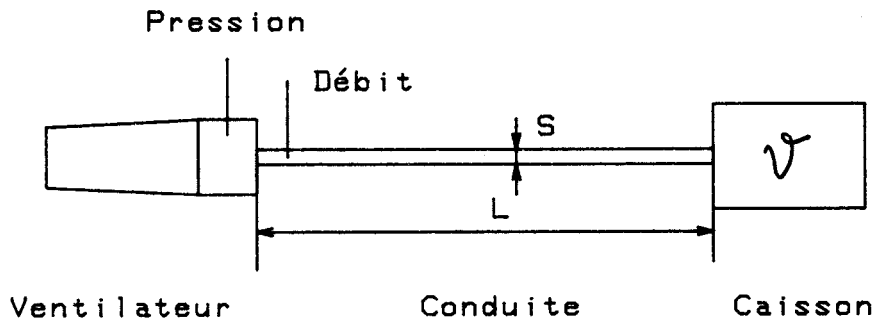 Pression
Débit
S
V
L
Ventilateur Conduite Caisson